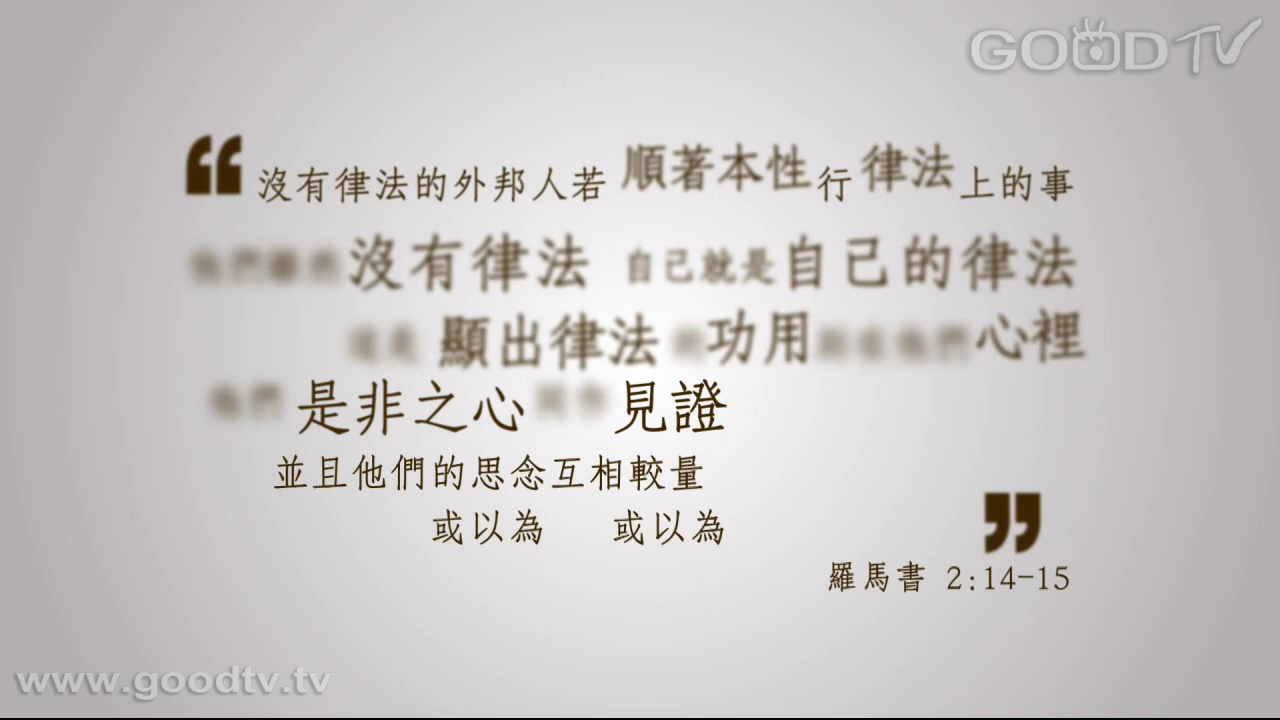 GOOD TV
“沒有律法的外邦人若 順著本性行 律法上的事
沒有律法 自己就是自己的律法
顯出律法 功用 心裡
是非之心 見證
並且他們的思念互相較量
或以為 或以為
”
羅馬書 2:14-15
www.goodtv.tv